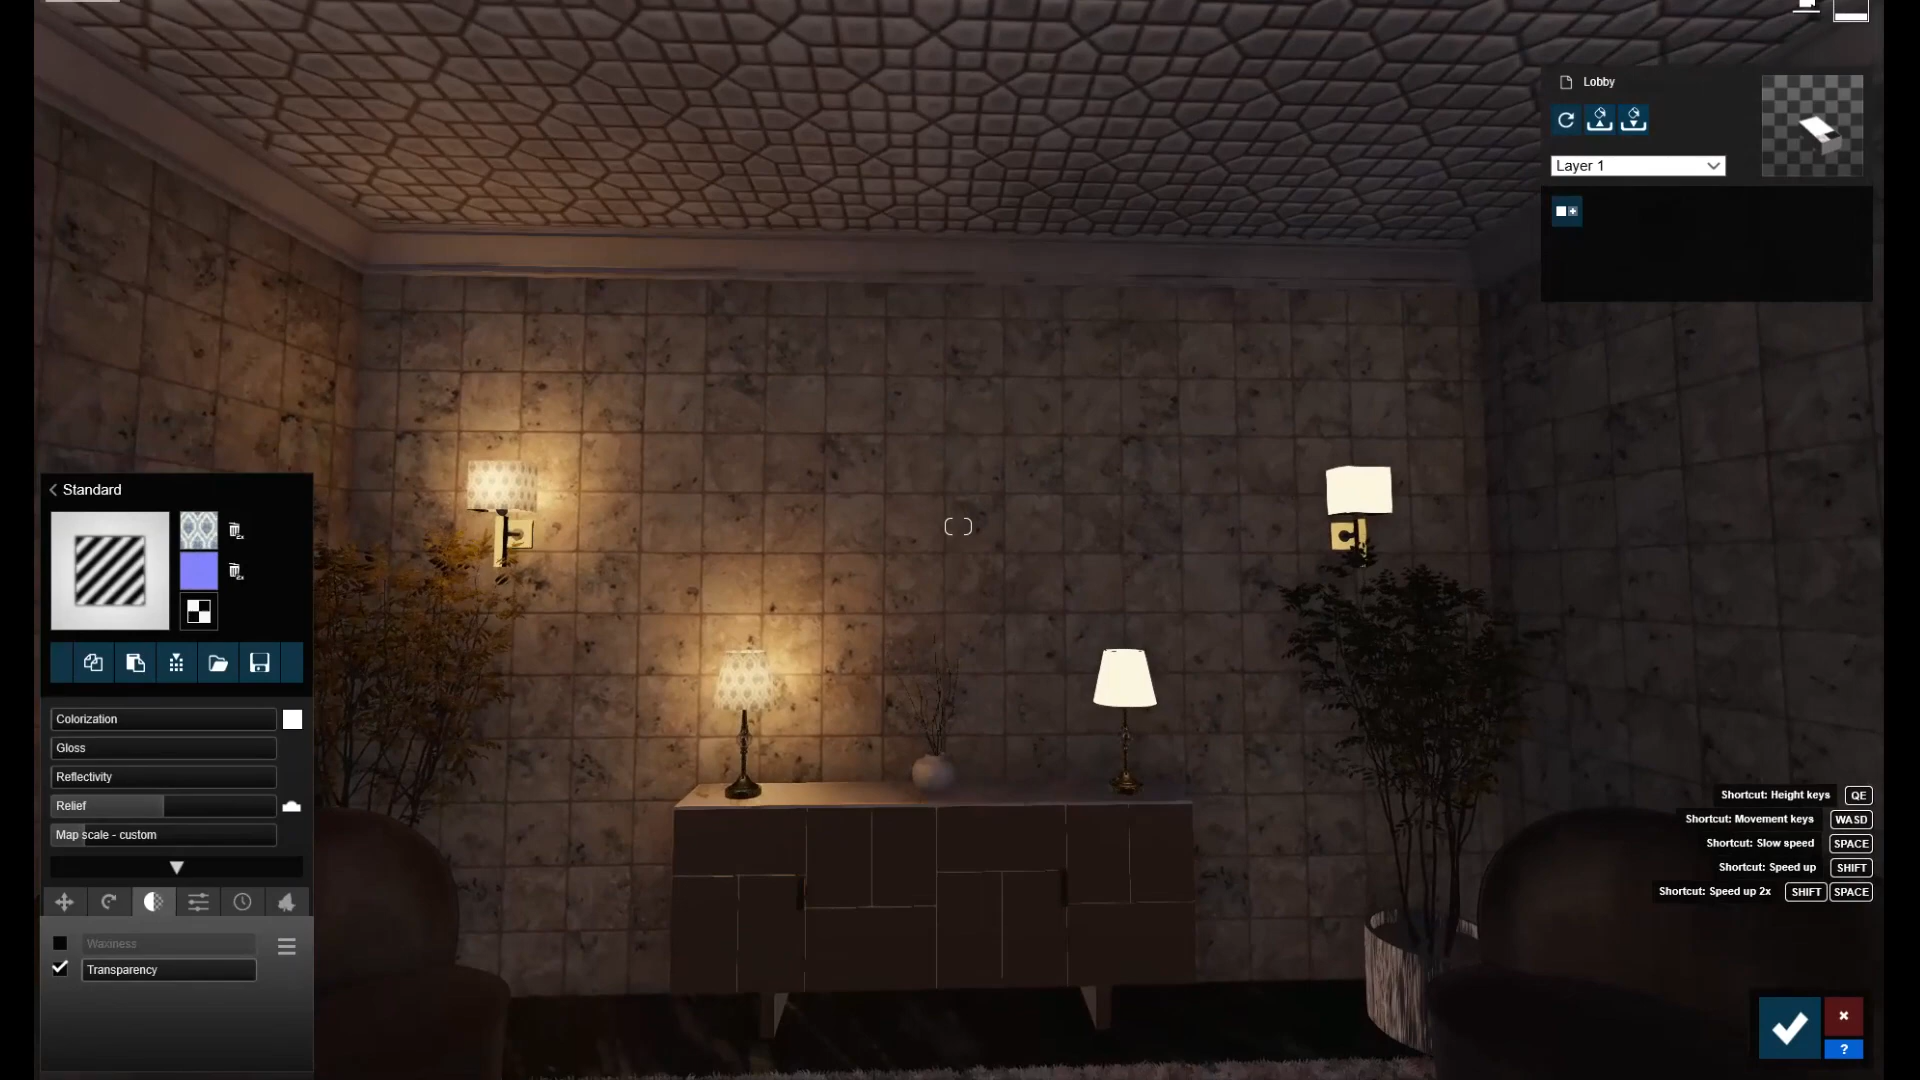 Lobby
Layer 1
Standard
Colorization
Gloss
Reflectivity
Relief
Map scale - custom
Waxiness
Transparency
Shortcut: Height keys QE
Shortcut: Movement keys WASD
Shortcut: Slow speed SPACE
Shortcut: Speed up SHIFT
Shortcut: Speed up 2x SHIFT SPACE
?